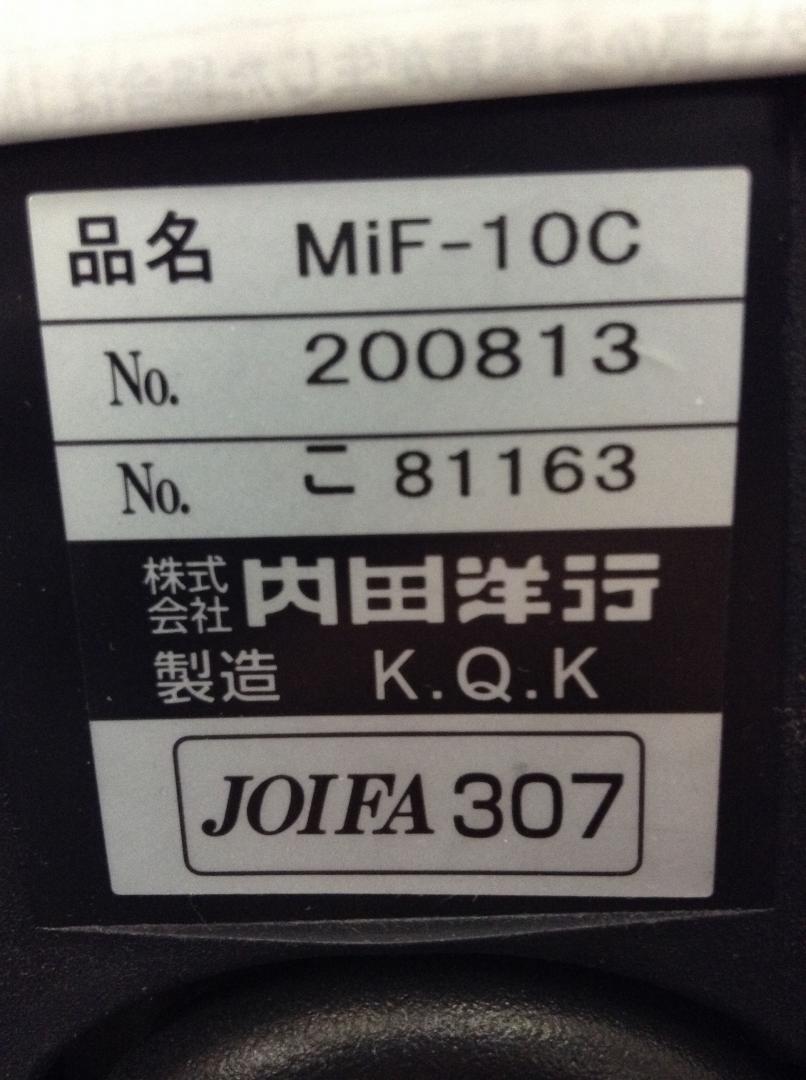 品名 MiF-10C
No. 200813
No. こ 81163
株式会社 内田洋行
製造 K.Q.K
JOIFA 307